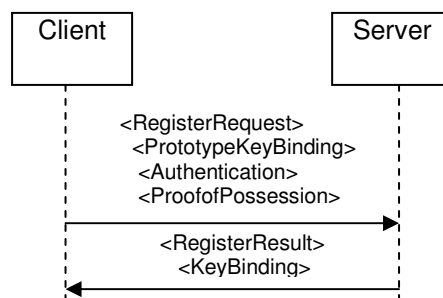 Client
Server
<RegisterRequest>
<PrototypeKeyBinding>
<Authentication>
<ProofofPossession>
<RegisterResult>
<KeyBinding>